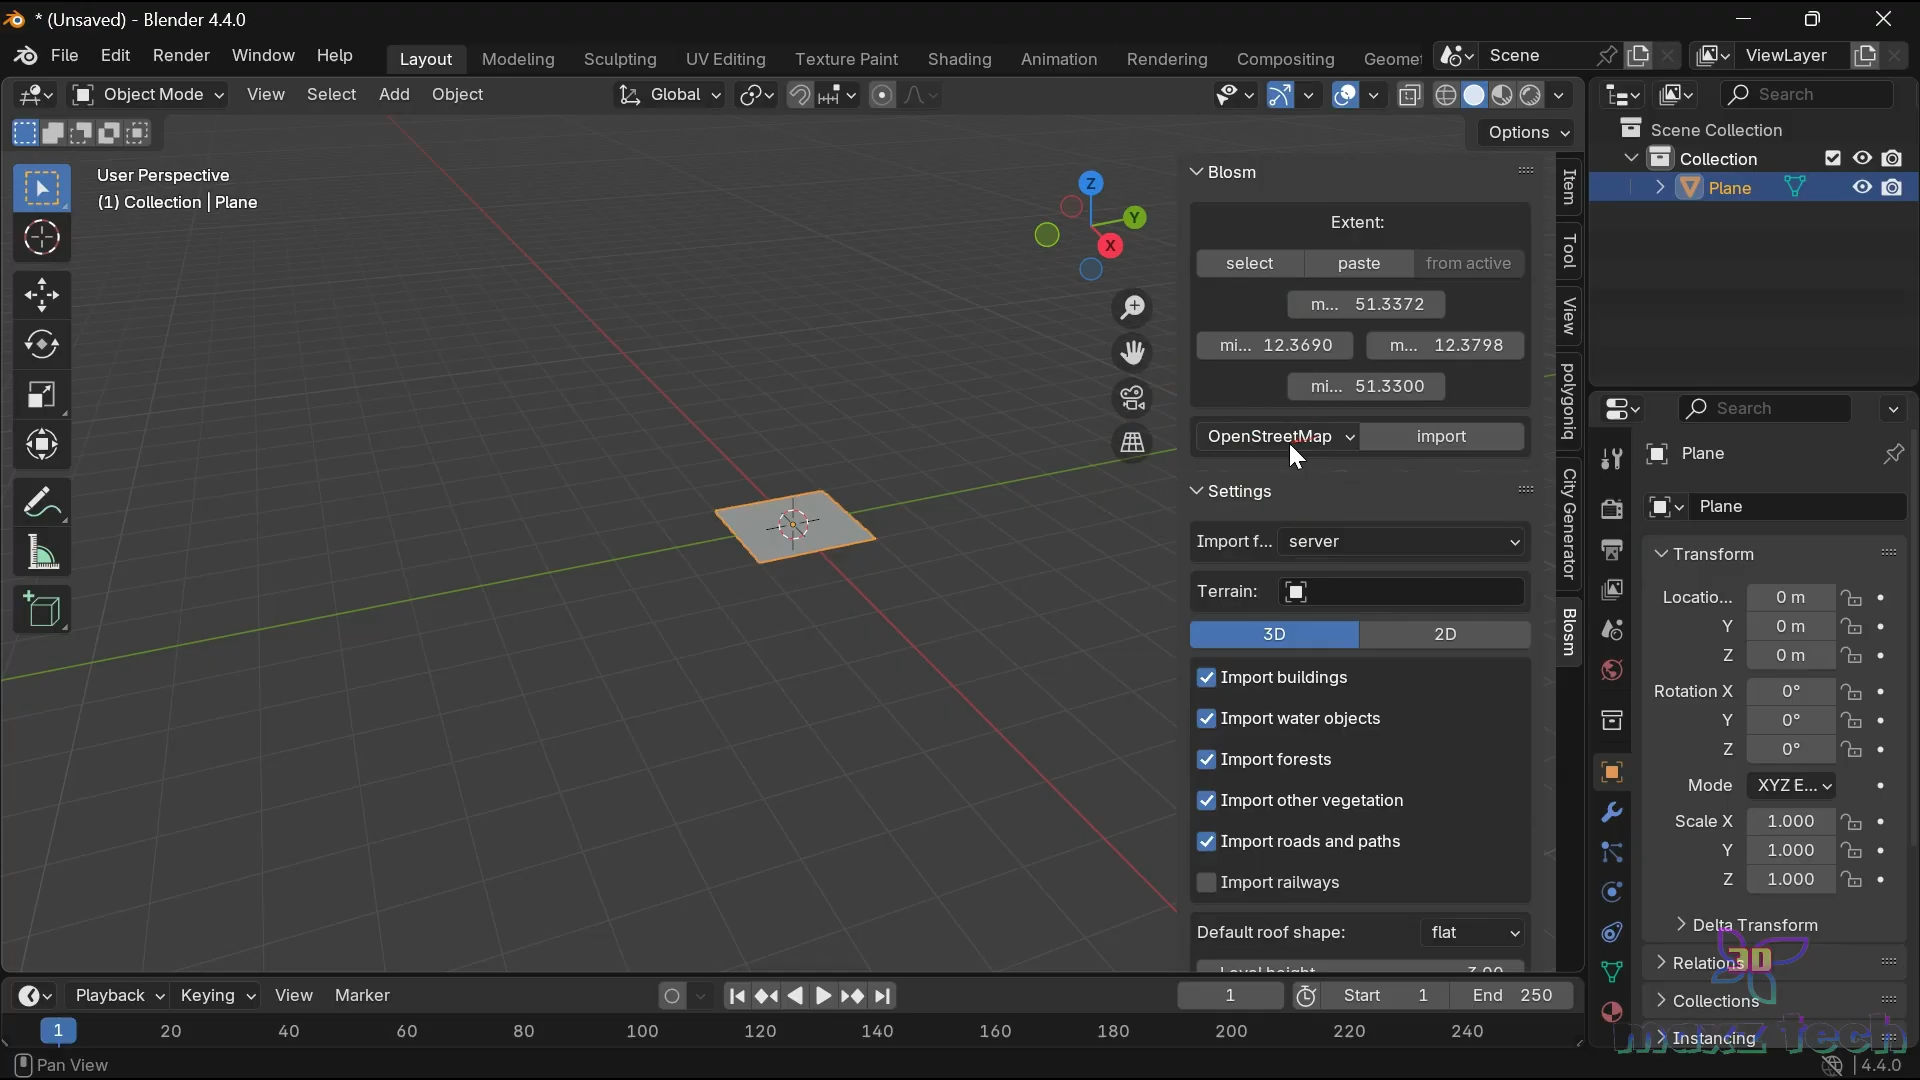 * (Unsaved) - Blender 4.4.0
File Edit Render Window Help
Layout Modeling Sculpting UV Editing Texture Paint Shading Animation Rendering Compositing Geomet
Scene
ViewLayer
Object Mode View Select Add Object
Global
Search
Options
User Perspective
(1) Collection | Plane
Z
Y
X
Blosm
Extent:
select paste from active
m... 51.3372
mi... 12.3690 m... 12.3798
mi... 51.3300
OpenStreetMap import
Settings
Import f... server
Terrain:
3D 2D
Import buildings
Import water objects
Import forests
Import other vegetation
Import roads and paths
Import railways
Default roof shape: flat
Level height 3.00
Item
Tool
View
polygoniq
City Generator
Blosm
Scene Collection
Collection
Plane
Search
Plane
Plane
Transform
Locatio... 0 m
Y 0 m
Z 0 m
Rotation X 0°
Y 0°
Z 0°
Mode XYZ E...
Scale X 1.000
Y 1.000
Z 1.000
Delta Transform
Relations
Collections
Instancing
3D
maxz tech
Playback Keying View Marker
1
Start 1 End 250
1 20 40 60 80 100 120 140 160 180 200 220 240
Pan View
4.4.0